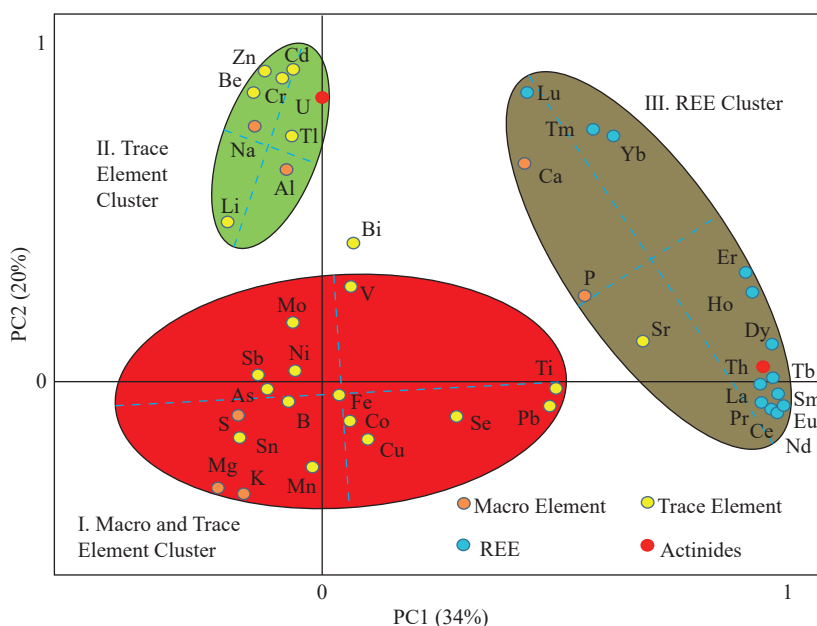 1
Zn
Cd
Be
Cr
U
Lu
III. REE Cluster
Tm
Yb
II. Trace
Element
Cluster
Na
Tl
Ca
Al
Li
Bi
Er
P
Ho
V
Mo
Sr
Dy
PC2 (20%)
Sb
Ni
Ti
Th
Tb
0
As
Fe
La
Sm
S
B
Co
Se
Pb
Pr
Eu
Sn
Cu
Ce
Nd
Mg
K
Mn
Macro Element
Trace Element
I. Macro and Trace
Element Cluster
REE
Actinides
0
1
PC1 (34%)